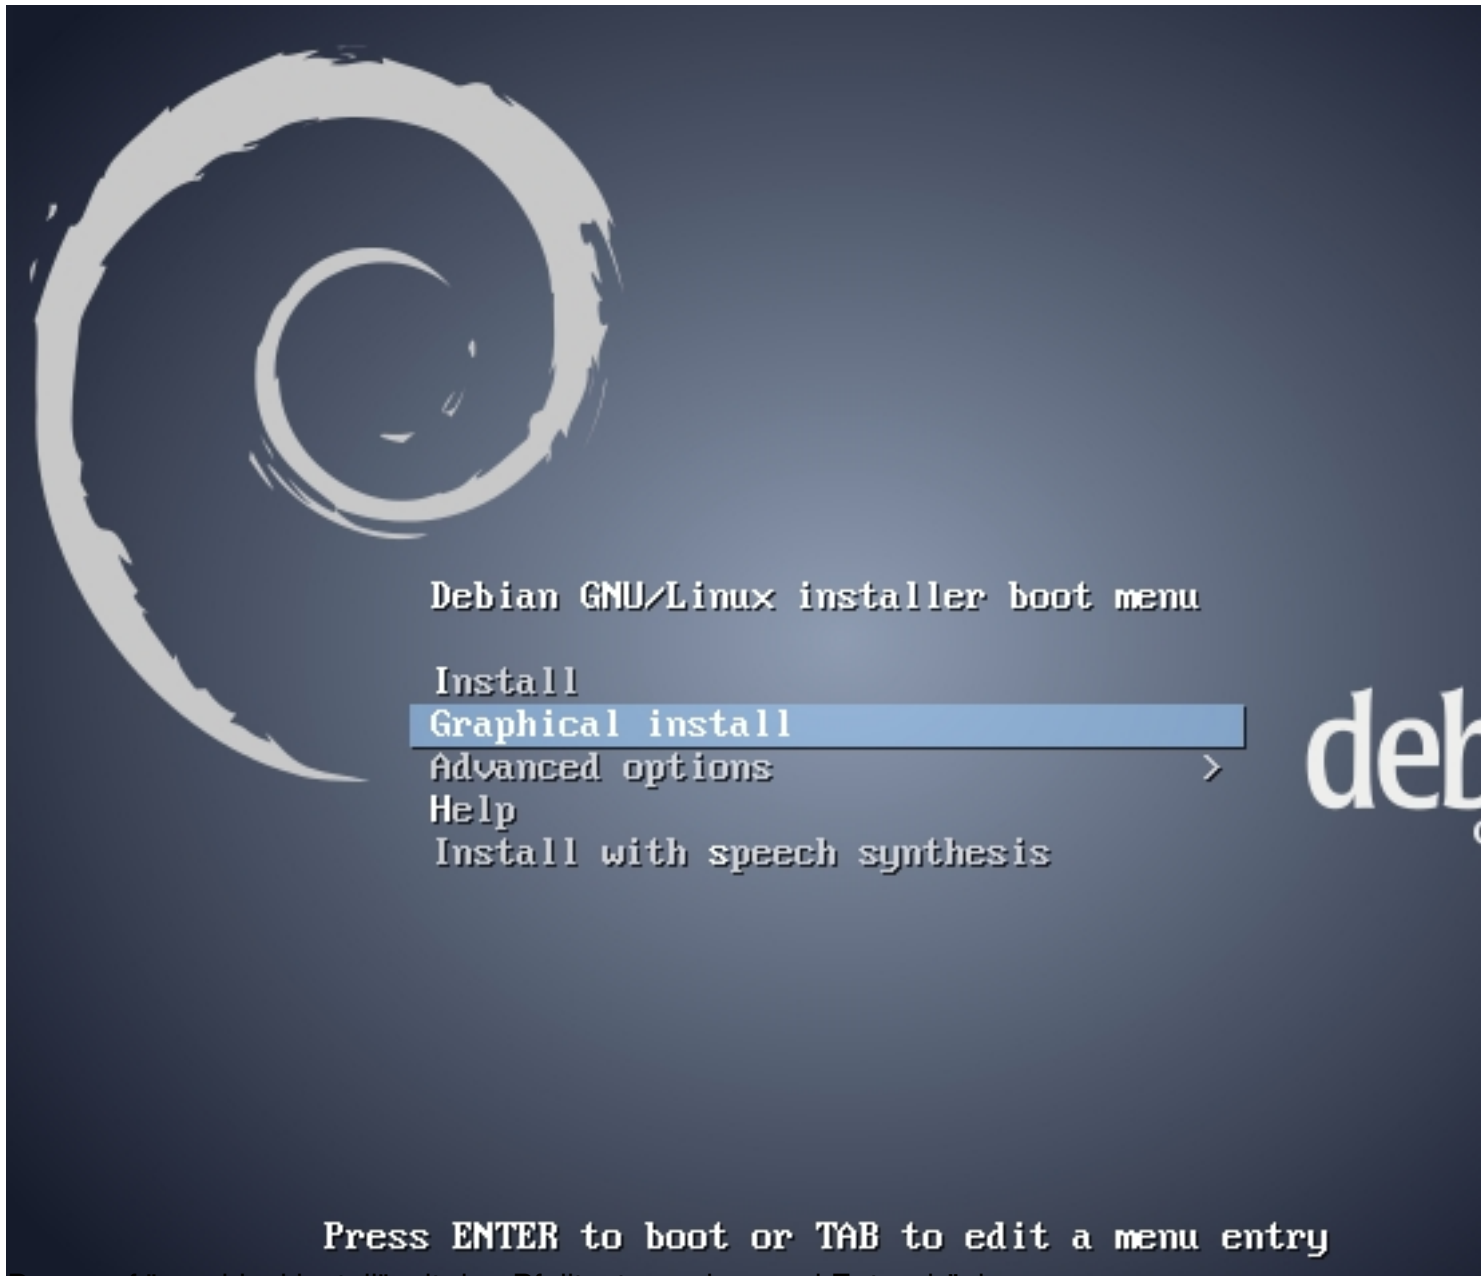 Debian GNU/Linux installer boot menu
Install
Graphical install
Advanced options >
Help
Install with speech synthesis
deb
Press ENTER to boot or TAB to edit a menu entry